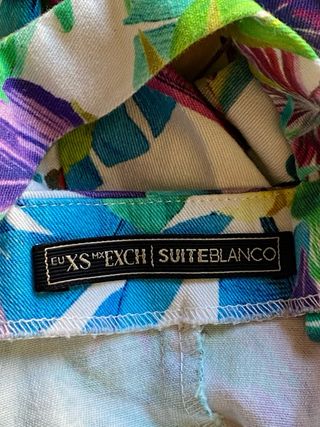 EU XS MX EXCH | SUITEBLANCO